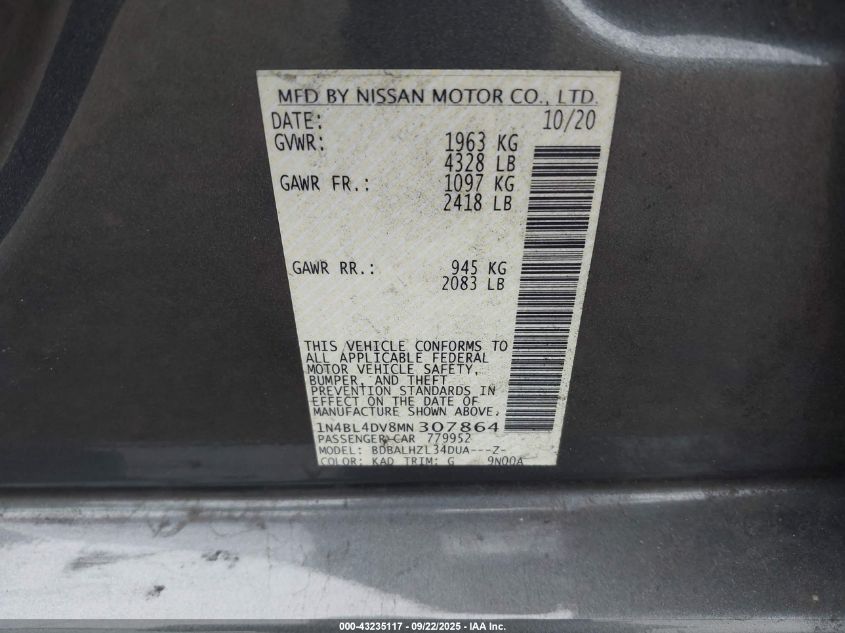 MFD BY NISSAN MOTOR CO., LTD.
DATE: 10/20
GVWR: 1963 KG
4328 LB
GAWR FR.: 1097 KG
2418 LB
GAWR RR.: 945 KG
2083 LB
THIS VEHICLE CONFORMS TO
ALL APPLICABLE FEDERAL
MOTOR VEHICLE SAFETY,
BUMPER, AND THEFT
PREVENTION STANDARDS IN
EFFECT ON THE DATE OF
MANUFACTURE SHOWN ABOVE.
1N4BL4DV8MN307864
PASSENGER CAR 779952
MODEL: BDBALHZL34DUA---Z-
COLOR: KAD TRIM: G 9N00A
000-43235117 - 09/22/2025 - IAA Inc.